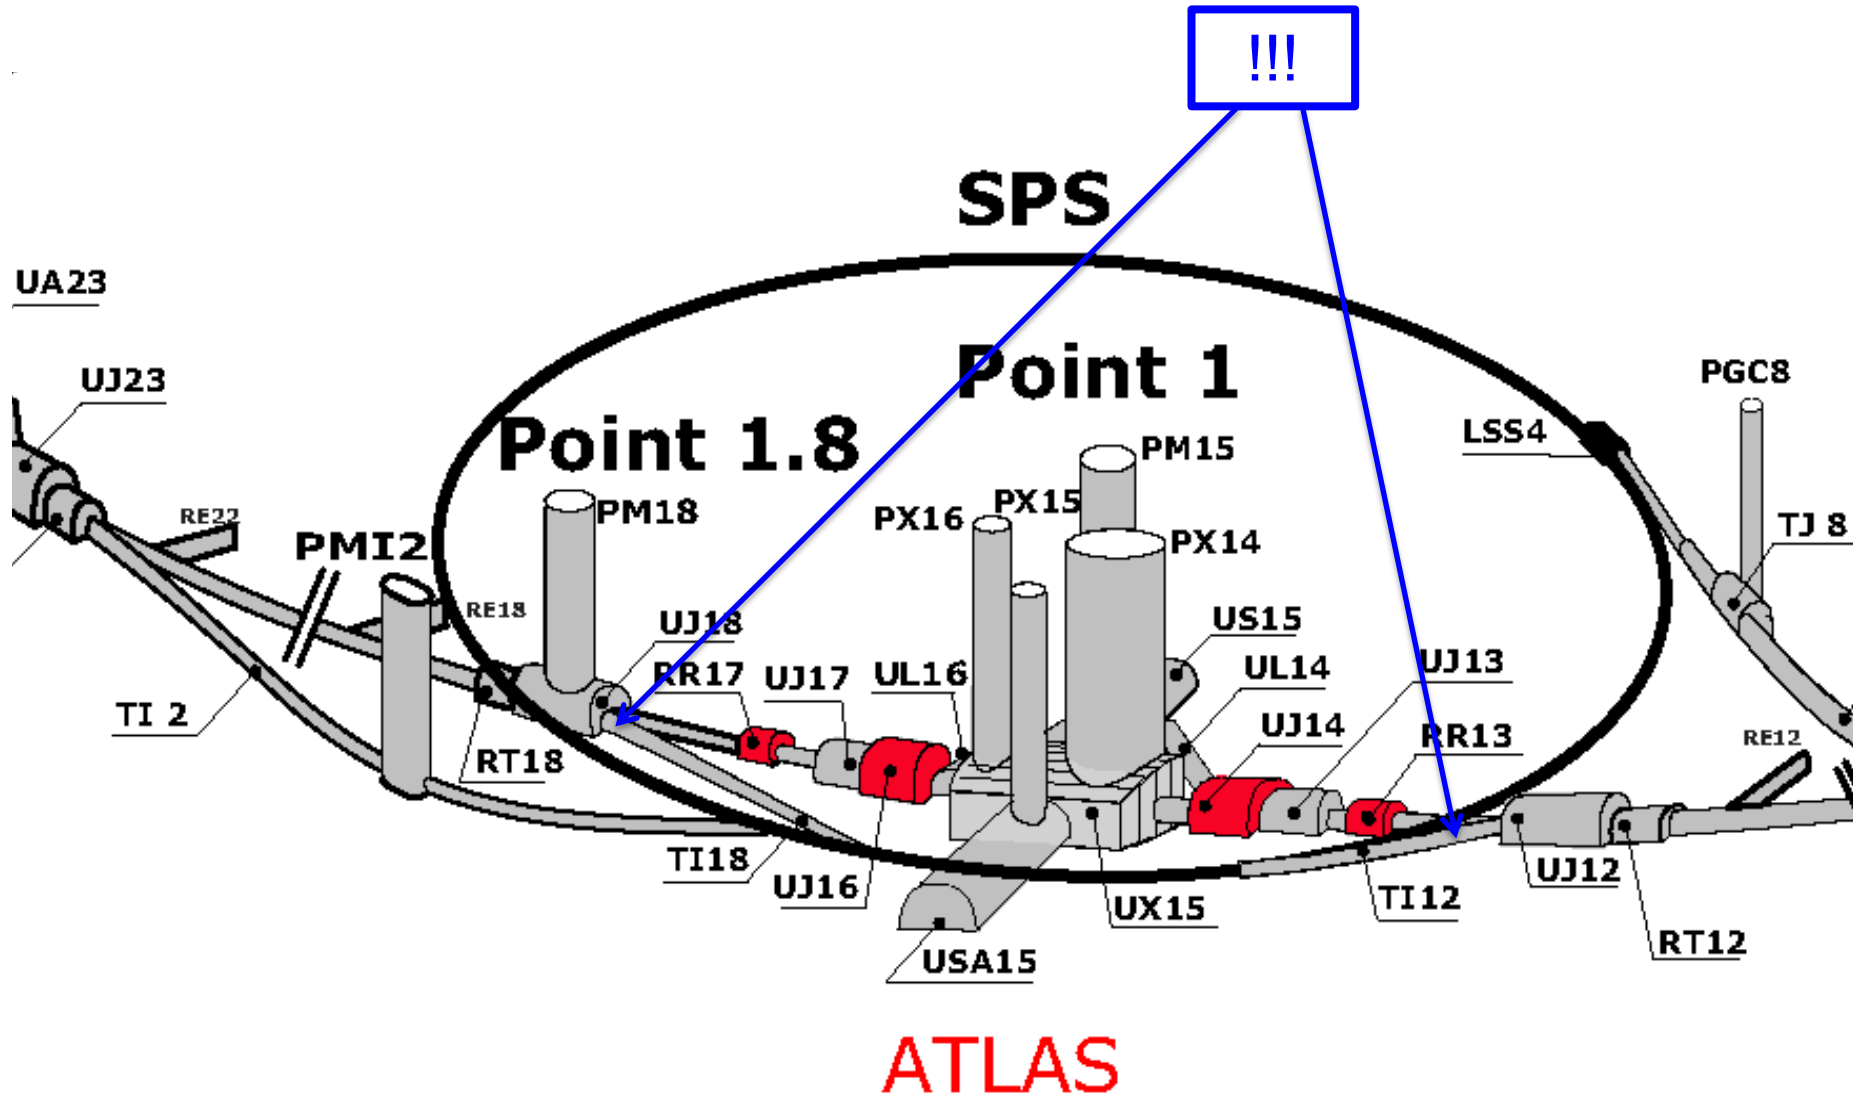 !!!
SPS
UA23
Point 1
UJ23
PGC8
Point 1.8
LSS4
PM15
PM18
PX15
PX16
RE22
PMI2
PX14
TJ 8
RE18
UJ18
US15
RR17
UJ17
UL16
UL14
UJ13
TI 2
UJ14
RR13
RE12
RT18
TI18
UJ16
UJ12
TI12
UX15
RT12
USA15
ATLAS